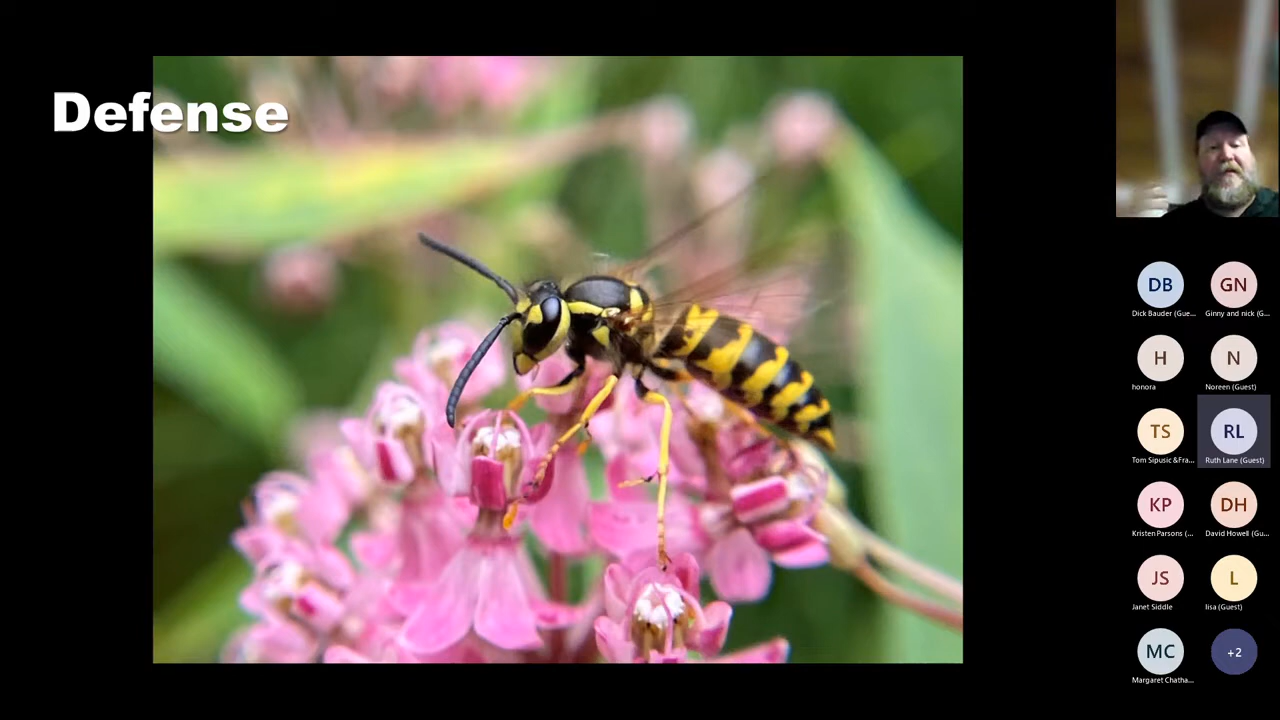 Defense
DB GN
Dick Bauder (Gue... Ginny and nick (G...
H N
honora Noreen (Guest)
TS RL
Tom Sipusic &Fra... Ruth Lane (Guest)
KP DH
Kristen Parsons (... David Howell (Gu...
JS L
Janet Siddle lisa (Guest)
MC +2
Margaret Chatha...